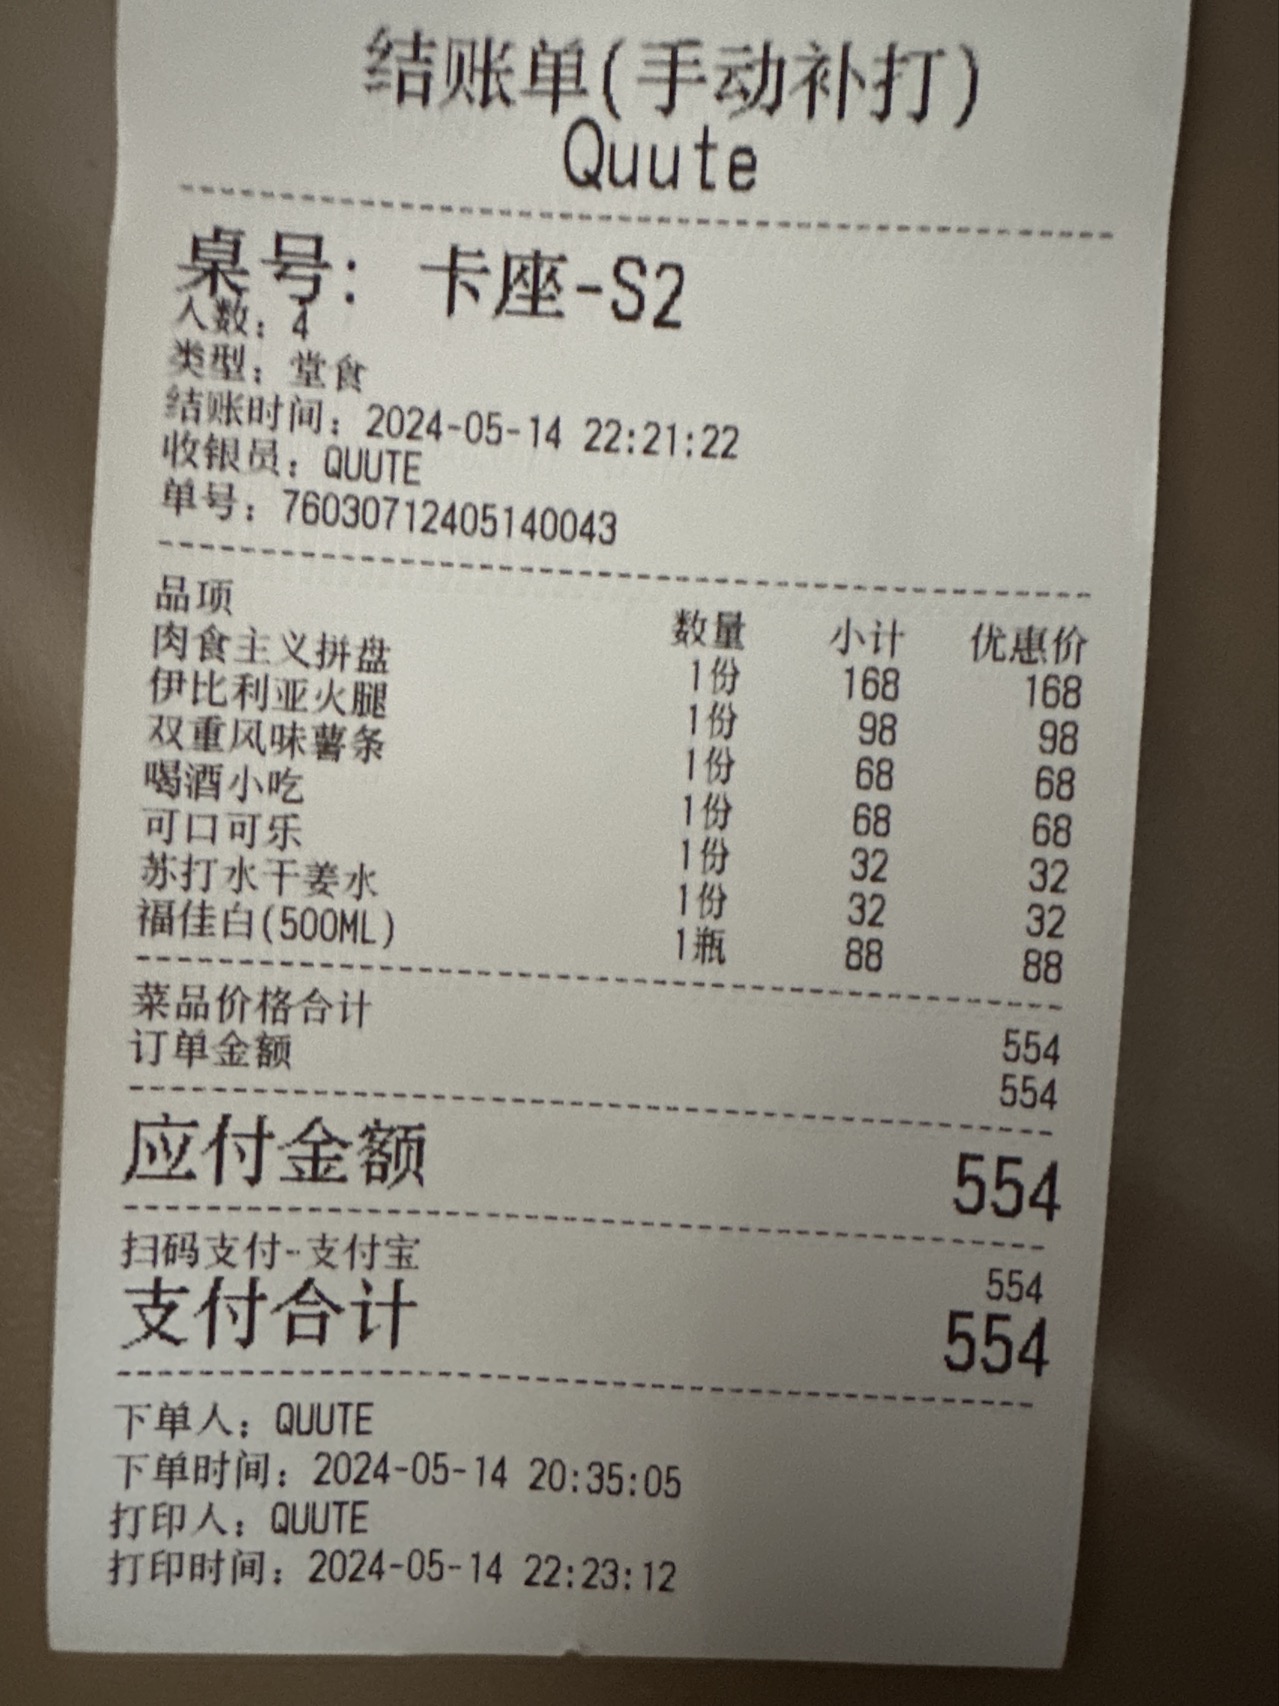 结账单(手动补打)
Quute
桌号: 卡座-S2
人数: 4
类型: 堂食
结账时间: 2024-05-14 22:21:22
收银员: QUUTE
单号: 76030712405140043
品项 数量 小计 优惠价
肉食主义拼盘 1份 168 168
伊比利亚火腿 1份 98 98
双重风味薯条 1份 68 68
喝酒小吃 1份 68 68
可口可乐 1份 32 32
苏打水干姜水 1份 32 32
福佳白(500ML) 1瓶 88 88
菜品价格合计 554
订单金额 554
应付金额 554
扫码支付-支付宝 554
支付合计 554
下单人: QUUTE
下单时间: 2024-05-14 20:35:05
打印人: QUUTE
打印时间: 2024-05-14 22:23:12